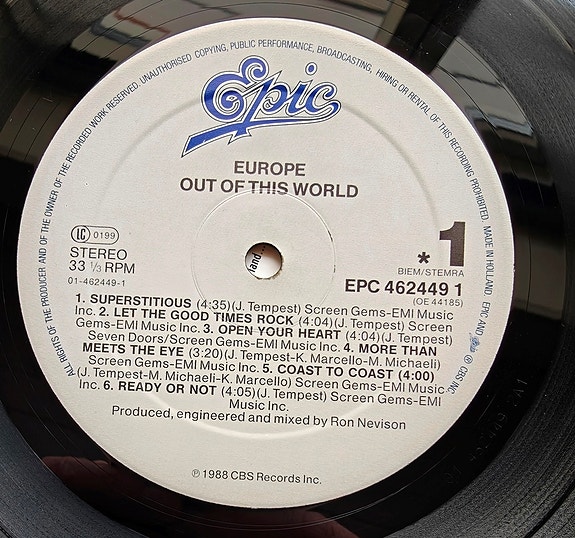 ALL RIGHTS OF THE PRODUCER AND OF THE OWNER OF THE RECORDED WORK RESERVED. UNAUTHORISED COPYING, PUBLIC PERFORMANCE, BROADCASTING, HIRING OR RENTAL OF THIS RECORDING PROHIBITED. MADE IN HOLLAND. EPIC AND
® CBS INC.
Epic
EUROPE
OUT OF THIS WORLD
LC 0199
STEREO
33 1/3 RPM
01-462449-1
* 1
BIEM/STEMRA
EPC 462449 1
(OE 44185)
land
1. SUPERSTITIOUS (4:35)(J. Tempest) Screen Gems-EMI Music
Inc. 2. LET THE GOOD TIMES ROCK (4:04)(J. Tempest) Screen
Gems-EMI Music Inc. 3. OPEN YOUR HEART (4:04)(J. Tempest)
Seven Doors/Screen Gems-EMI Music Inc. 4. MORE THAN
MEETS THE EYE (3:20)(J. Tempest-K. Marcello-M. Michaeli)
Screen Gems-EMI Music Inc. 5. COAST TO COAST (4:00)
(J. Tempest-M. Michaeli-K. Marcello) Screen Gems-EMI Music
Inc. 6. READY OR NOT (4:05)(J. Tempest) Screen Gems-EMI
Music Inc.
Produced, engineered and mixed by Ron Nevison
℗ 1988 CBS Records Inc.